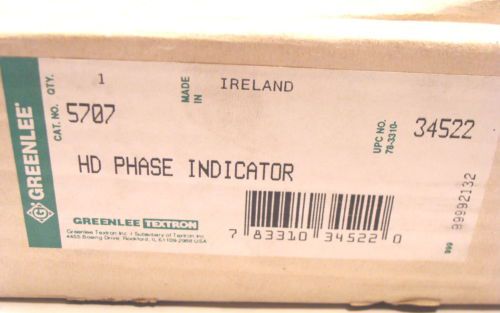 GREENLEE
CAT. NO. QTY.
1
5707
MADE IN
IRELAND
UPC NO.
78-3310-
34522
HD PHASE INDICATOR
GREENLEE TEXTRON
Greenlee Textron Inc. / Subsidiary of Textron Inc.
4455 Boeing Drive, Rockford, IL 61109-2988 USA
7 83310 34522 0
999 99992132